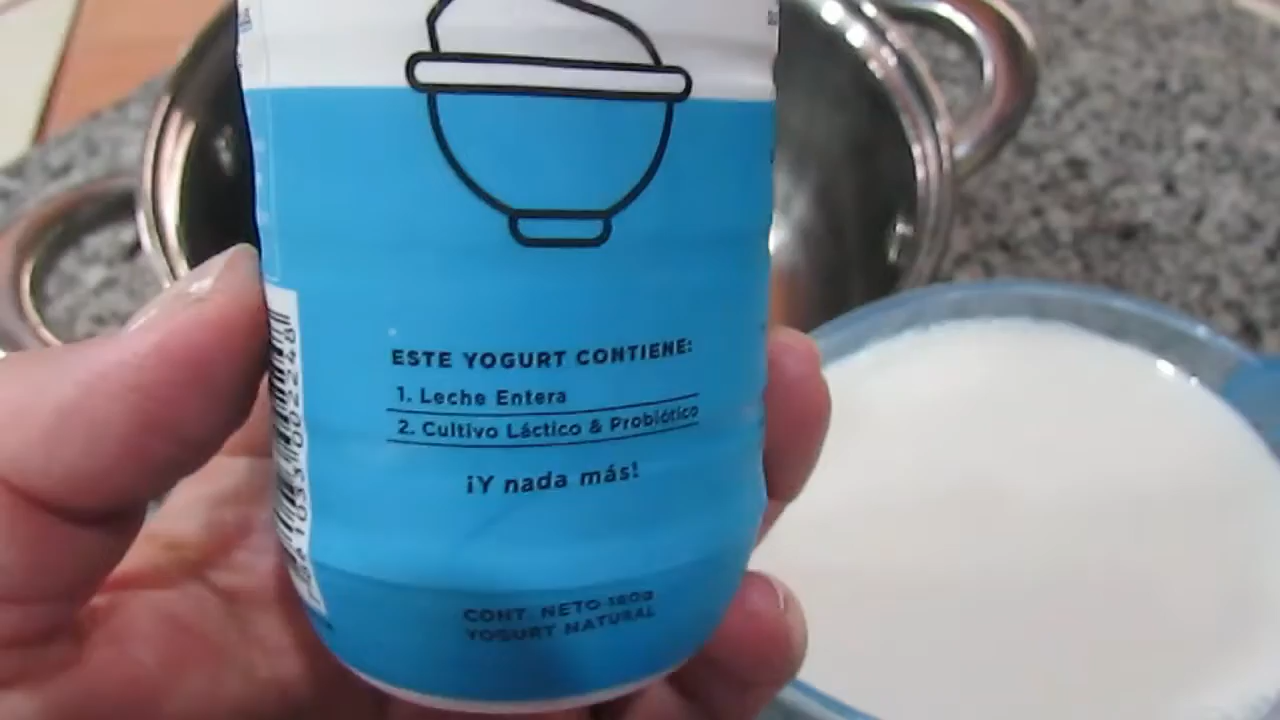 ESTE YOGURT CONTIENE:
1. Leche Entera
2. Cultivo Láctico & Probiótico
¡Y nada más!
CONT. NETO 180g
YOGURT NATURAL